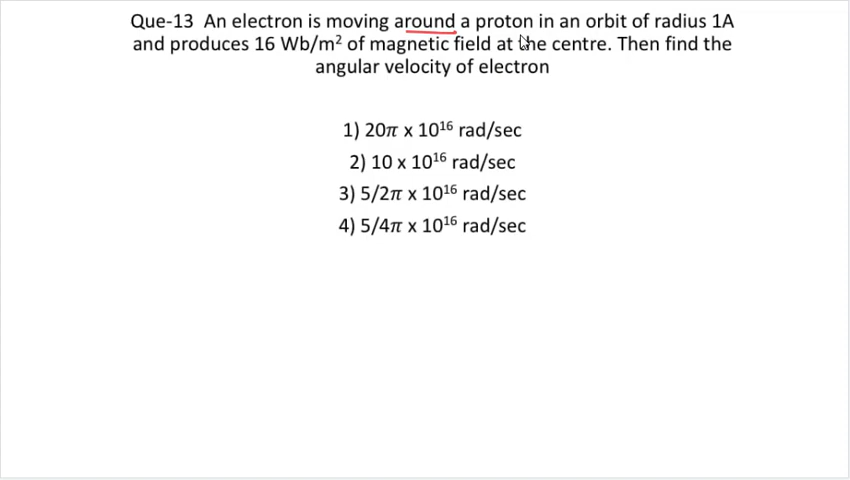 Que-13 An electron is moving around a proton in an orbit of radius 1A
and produces 16 Wb/m² of magnetic field at the centre. Then find the
angular velocity of electron
1) 20π x 10¹⁶ rad/sec
2) 10 x 10¹⁶ rad/sec
3) 5/2π x 10¹⁶ rad/sec
4) 5/4π x 10¹⁶ rad/sec